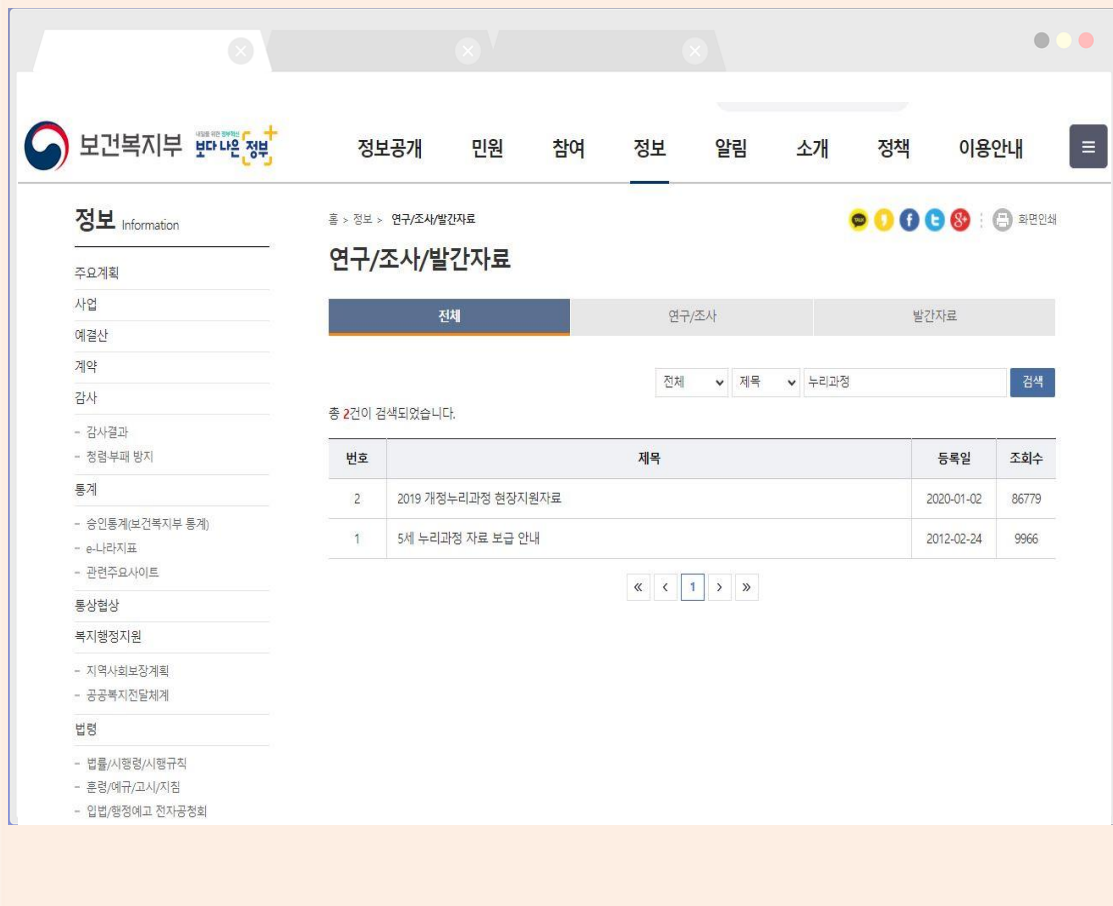 보건복지부
내일을 위한 정부혁신
보다나은 정부
정보공개 민원 참여 정보 알림 소개 정책 이용안내
정보 Information
주요계획
사업
예결산
계약
감사
- 감사결과
- 청렴·부패 방지
통계
- 승인통계(보건복지부 통계)
- e-나라지표
- 관련주요사이트
통상협상
복지행정지원
- 지역사회보장계획
- 공공복지전달체계
법령
- 법률/시행령/시행규칙
- 훈령/예규/고시/지침
- 입법/행정예고 전자공청회
홈 > 정보 > 연구/조사/발간자료
TALK
화면인쇄
연구/조사/발간자료
전체 연구/조사 발간자료
전체 제목 누리과정 검색
총 2건이 검색되었습니다.
번호 제목 등록일 조회수
2 2019 개정누리과정 현장지원자료 2020-01-02 86779
1 5세 누리과정 자료 보급 안내 2012-02-24 9966
« < 1 > »